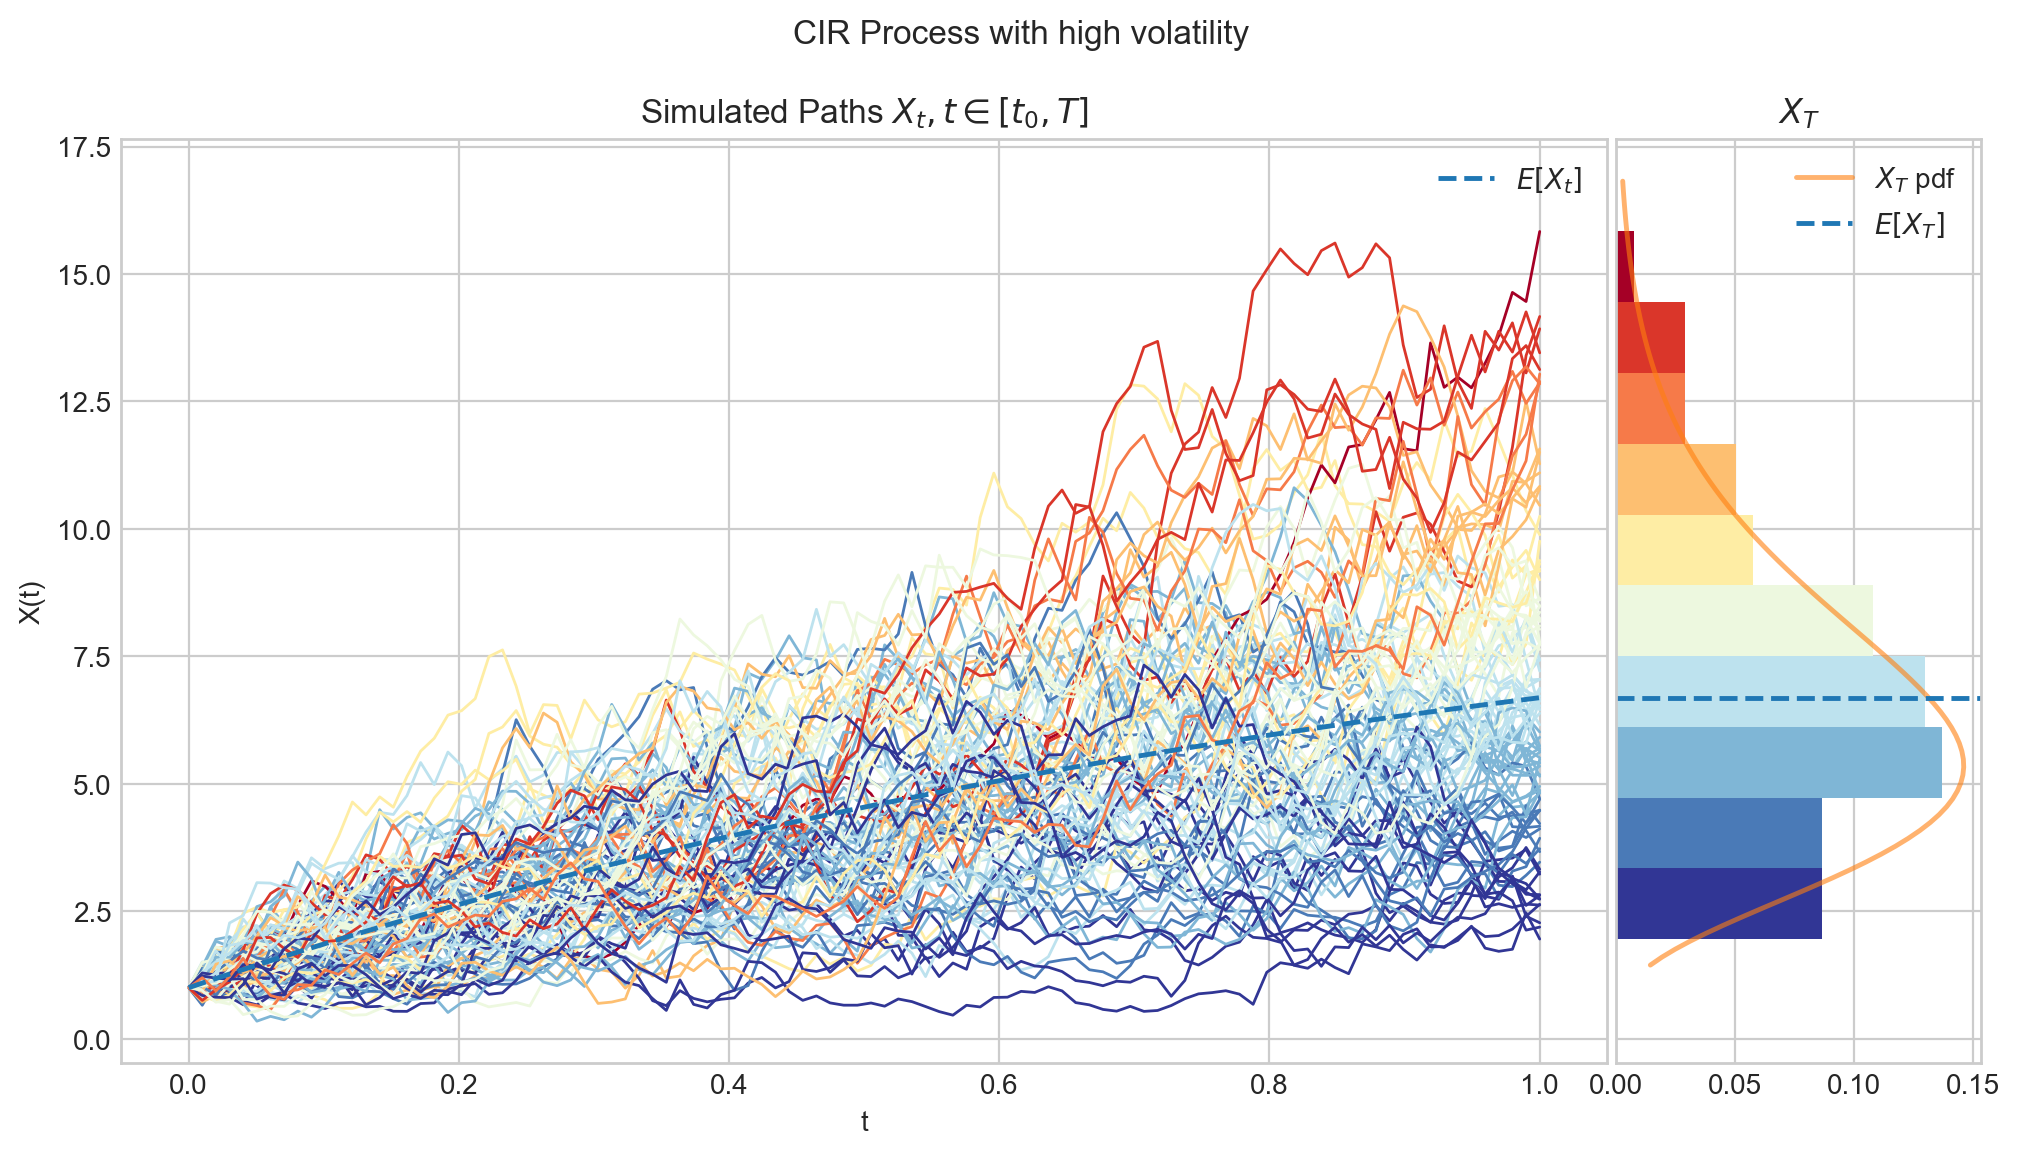 CIR Process with high volatility
Simulated Paths $X_t, t \in [t_0, T]$
$X_T$
17.5
15.0
12.5
10.0
7.5
5.0
2.5
0.0
X(t)
$E[X_t]$
$X_T$ pdf
$E[X_T]$
0.0 0.2 0.4 0.6 0.8 1.0 0.00 0.05 0.10 0.15
t